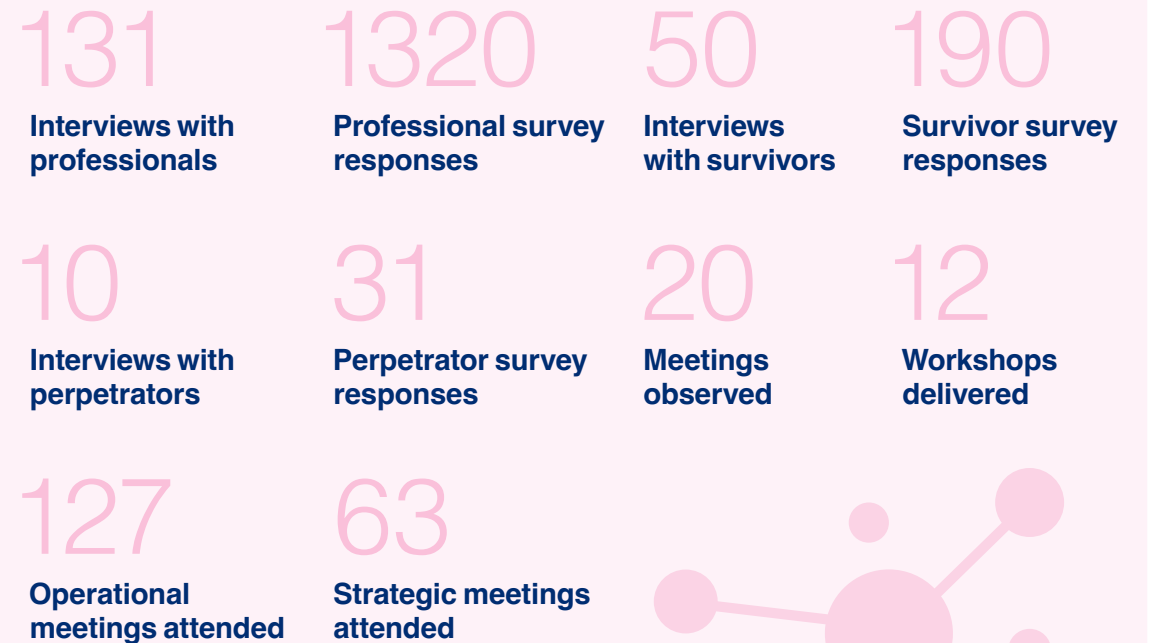 131
Interviews with
professionals
1320
Professional survey
responses
50
Interviews
with survivors
190
Survivor survey
responses
10
Interviews with
perpetrators
31
Perpetrator survey
responses
20
Meetings
observed
12
Workshops
delivered
127
Operational
meetings attended
63
Strategic meetings
attended